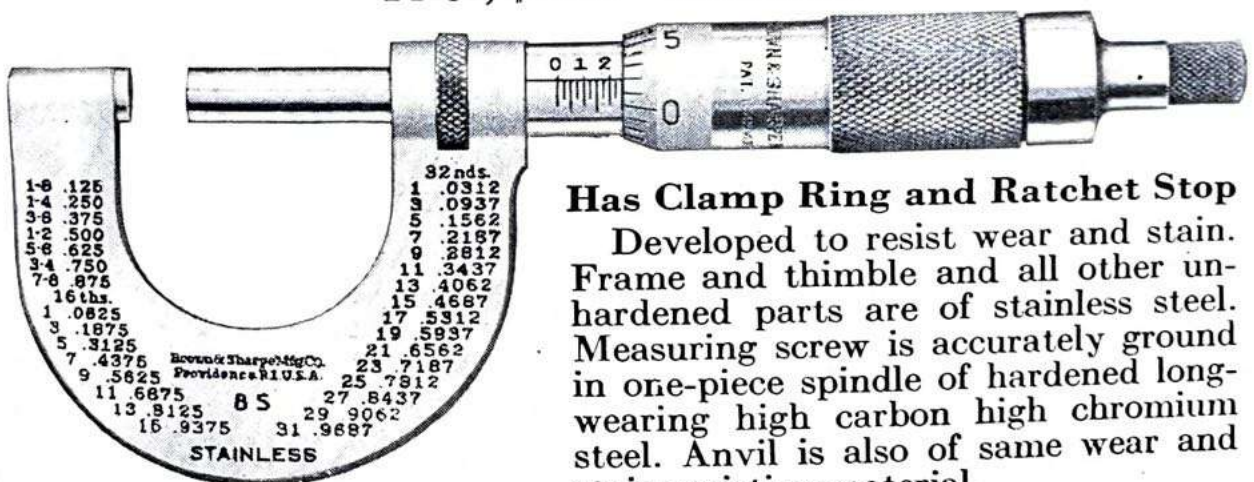 0 1 2
5
0
PAT.
1-8 .125
1-4 .250
3-8 .375
1-2 .500
5-8 .625
3-4 .750
7-8 .875
16ths.
1 .0625
3 .1875
5 .3125
7 .4375
9 .5625
11 .6875
13 .8125
15 .9375
Brown & Sharpe Mfg Co.
Providence R.I. U.S.A.
8 S
STAINLESS
32nds.
1 .0312
3 .0937
5 .1562
7 .2187
9 .2812
11 .3437
13 .4062
15 .4687
17 .5312
19 .5937
21 .6562
23 .7187
25 .7812
27 .8437
29 .9062
31 .9687
Has Clamp Ring and Ratchet Stop
Developed to resist wear and stain.
Frame and thimble and all other un-
hardened parts are of stainless steel.
Measuring screw is accurately ground
in one-piece spindle of hardened long-
wearing high carbon high chromium
steel. Anvil is also of same wear and
material